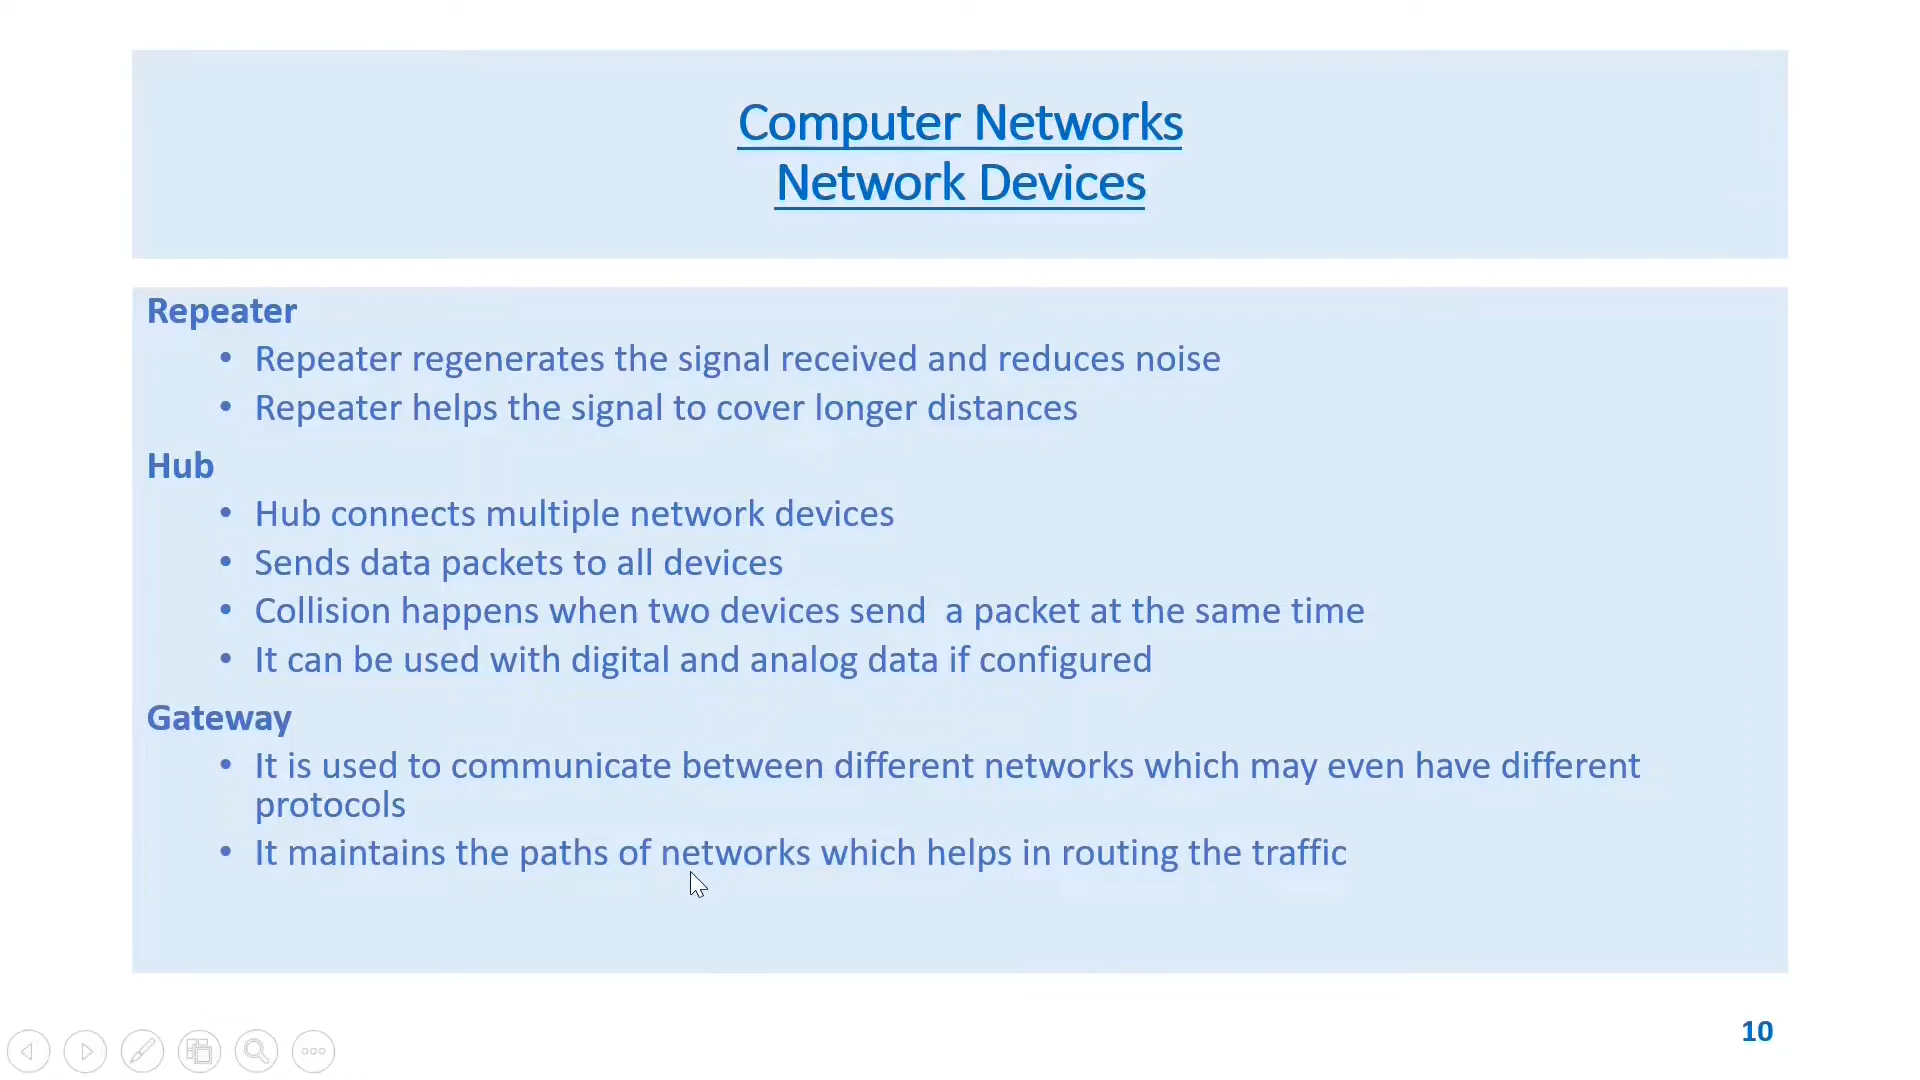 Computer Networks
Network Devices
Repeater
• Repeater regenerates the signal received and reduces noise
• Repeater helps the signal to cover longer distances
Hub
• Hub connects multiple network devices
• Sends data packets to all devices
• Collision happens when two devices send  a packet at the same time
• It can be used with digital and analog data if configured
Gateway
• It is used to communicate between different networks which may even have different
protocols
• It maintains the paths of networks which helps in routing the traffic
10